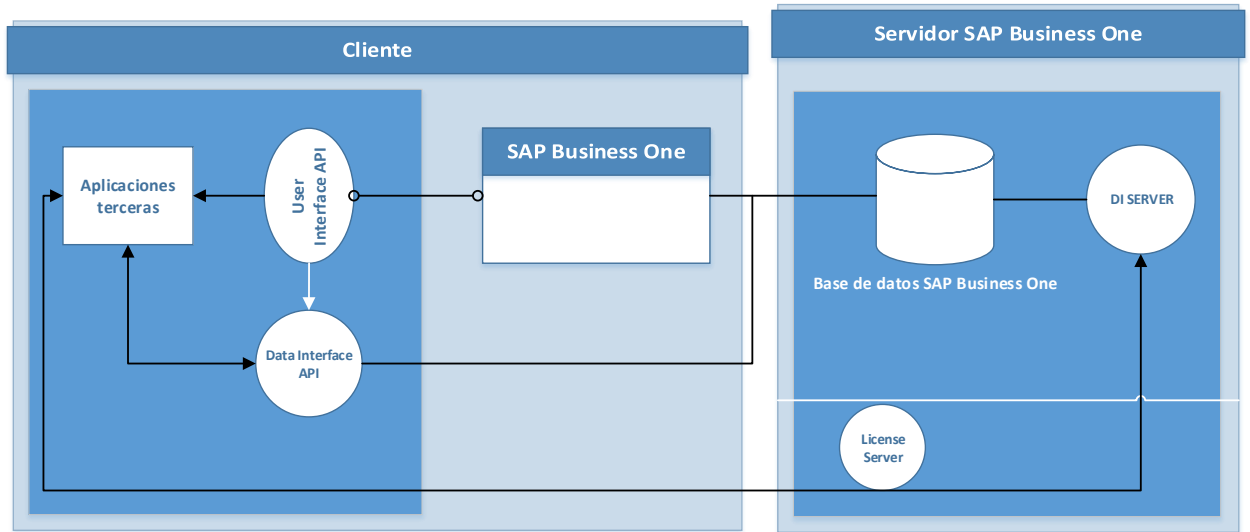 Cliente
Servidor SAP Business One
Aplicaciones
terceras
User
Interface API
SAP Business One
DI SERVER
Base de datos SAP Business One
Data Interface
API
License
Server